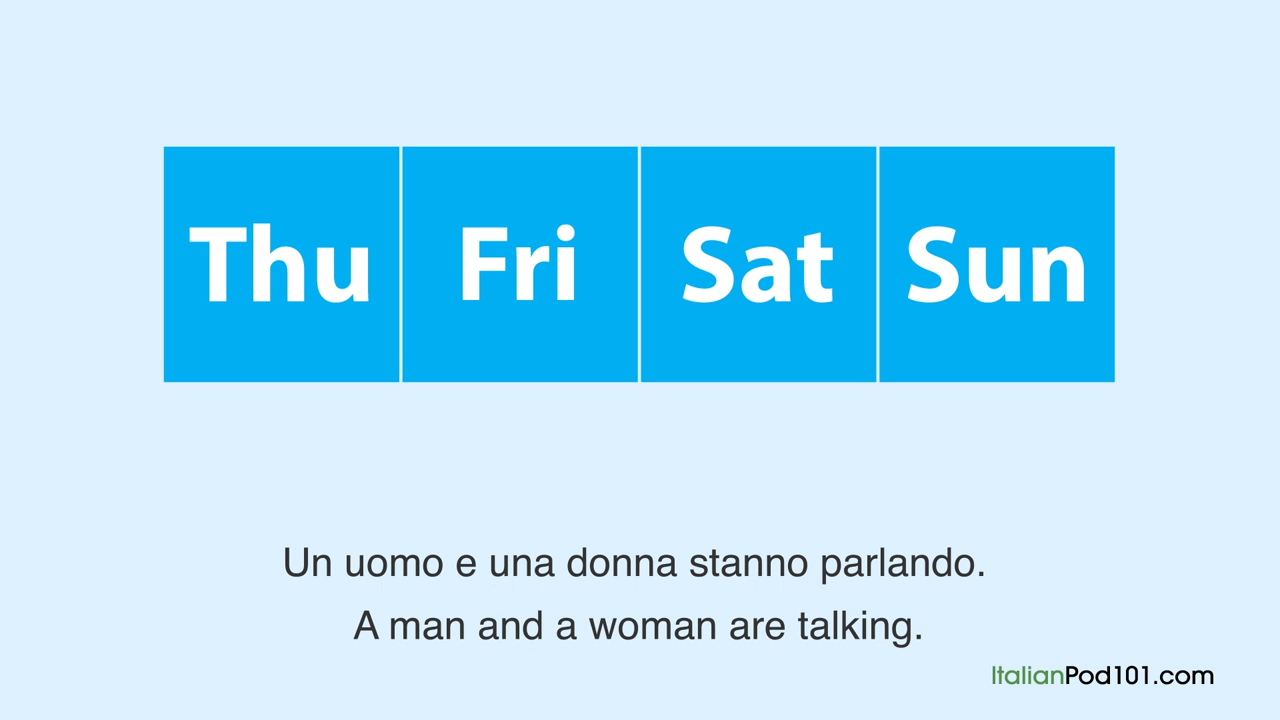 Thu Fri Sat Sun
Un uomo e una donna stanno parlando.
A man and a woman are talking.
ItalianPod101.com